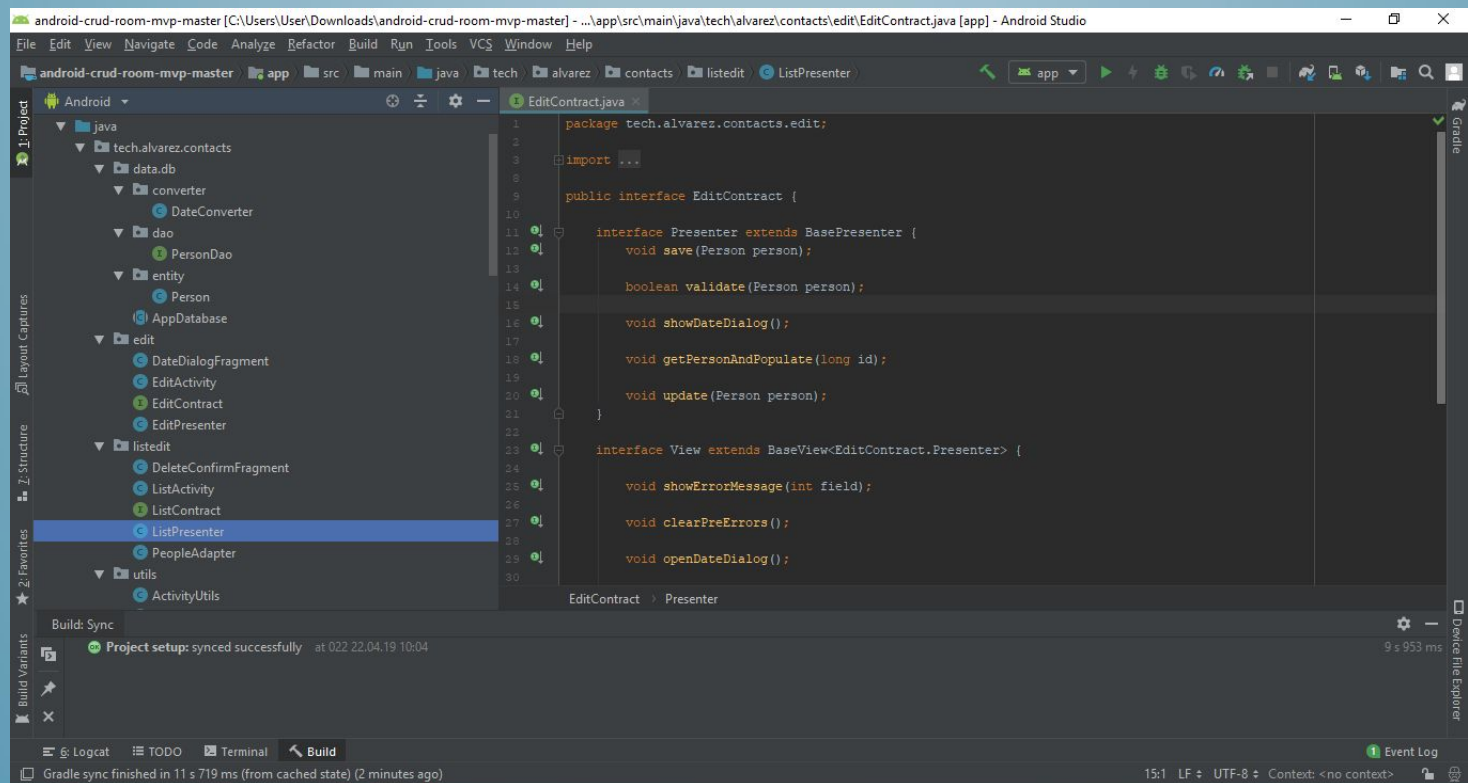 android-crud-room-mvp-master [C:\Users\User\Downloads\android-crud-room-mvp-master] - ...\app\src\main\java\tech\alvarez\contacts\edit\EditContract.java [app] - Android Studio
File Edit View Navigate Code Analyze Refactor Build Run Tools VCS Window Help
android-crud-room-mvp-master app src main java tech alvarez contacts listedit ListPresenter app
1: Project
Layout Captures
7: Structure
2: Favorites
Build Variants
Android
java
tech.alvarez.contacts
data.db
converter
DateConverter
dao
PersonDao
entity
Person
AppDatabase
edit
DateDialogFragment
EditActivity
EditContract
EditPresenter
listedit
DeleteConfirmFragment
ListActivity
ListContract
ListPresenter
PeopleAdapter
utils
ActivityUtils
EditContract.java
1 package tech.alvarez.contacts.edit;
2
3 import ...
8
9 public interface EditContract {
10
11 interface Presenter extends BasePresenter {
12 void save(Person person);
13
14 boolean validate(Person person);
15
16 void showDateDialog();
17
18 void getPersonAndPopulate(long id);
19
20 void update(Person person);
21 }
22
23 interface View extends BaseView<EditContract.Presenter> {
24
25 void showErrorMessage(int field);
26
27 void clearPreErrors();
28
29 void openDateDialog();
30
EditContract > Presenter
Gradle
Device File Explorer
Build: Sync
Project setup: synced successfully at 022 22.04.19 10:04 9 s 953 ms
6: Logcat TODO Terminal Build 1 Event Log
Gradle sync finished in 11 s 719 ms (from cached state) (2 minutes ago) 15:1 LF UTF-8 Context: <no context>